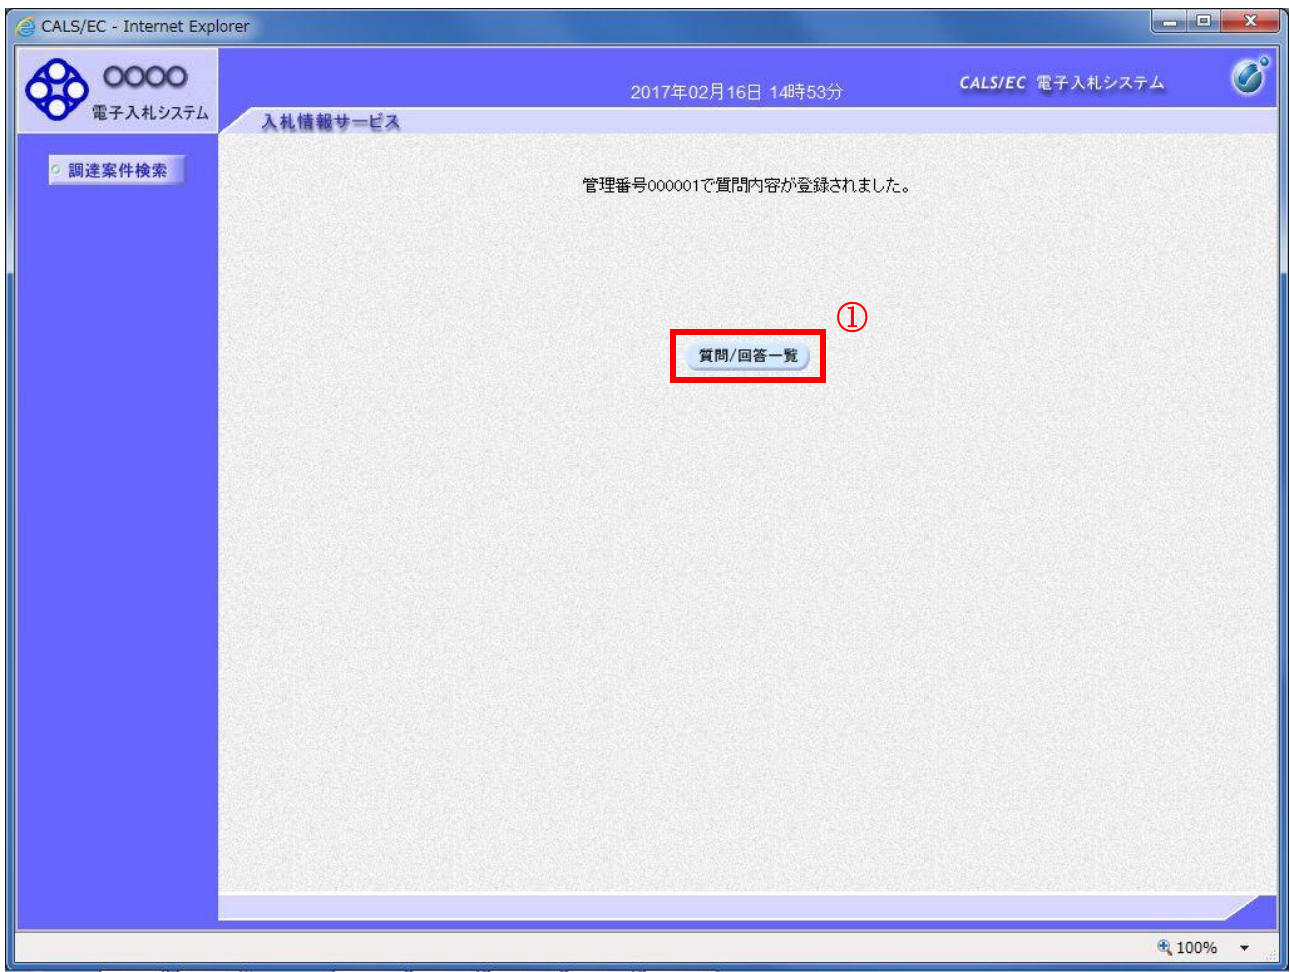 CALS/EC - Internet Explorer
○○○○
電子入札システム
2017年02月16日 14時53分
CALS/EC 電子入札システム
入札情報サービス
調達案件検索
管理番号000001で質問内容が登録されました。
①
質問/回答一覧
100%